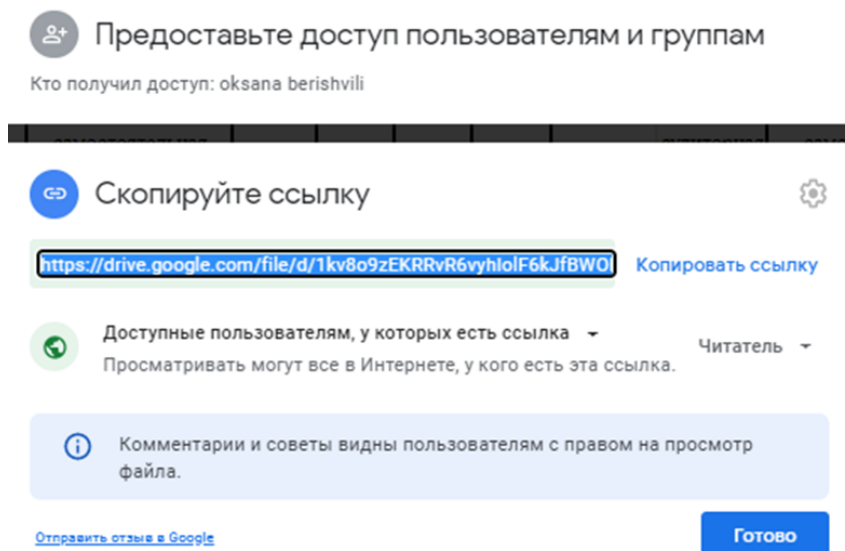 Предоставьте доступ пользователям и группам
Кто получил доступ: oksana berishvili
Скопируйте ссылку
https://drive.google.com/file/d/1kv8o9zEKRRvR6vyhIolF6kJfBWO
Копировать ссылку
Доступные пользователям, у которых есть ссылка
Читатель
Просматривать могут все в Интернете, у кого есть эта ссылка.
Комментарии и советы видны пользователям с правом на просмотр
файла.
Отправить отзыв в Google
Готово